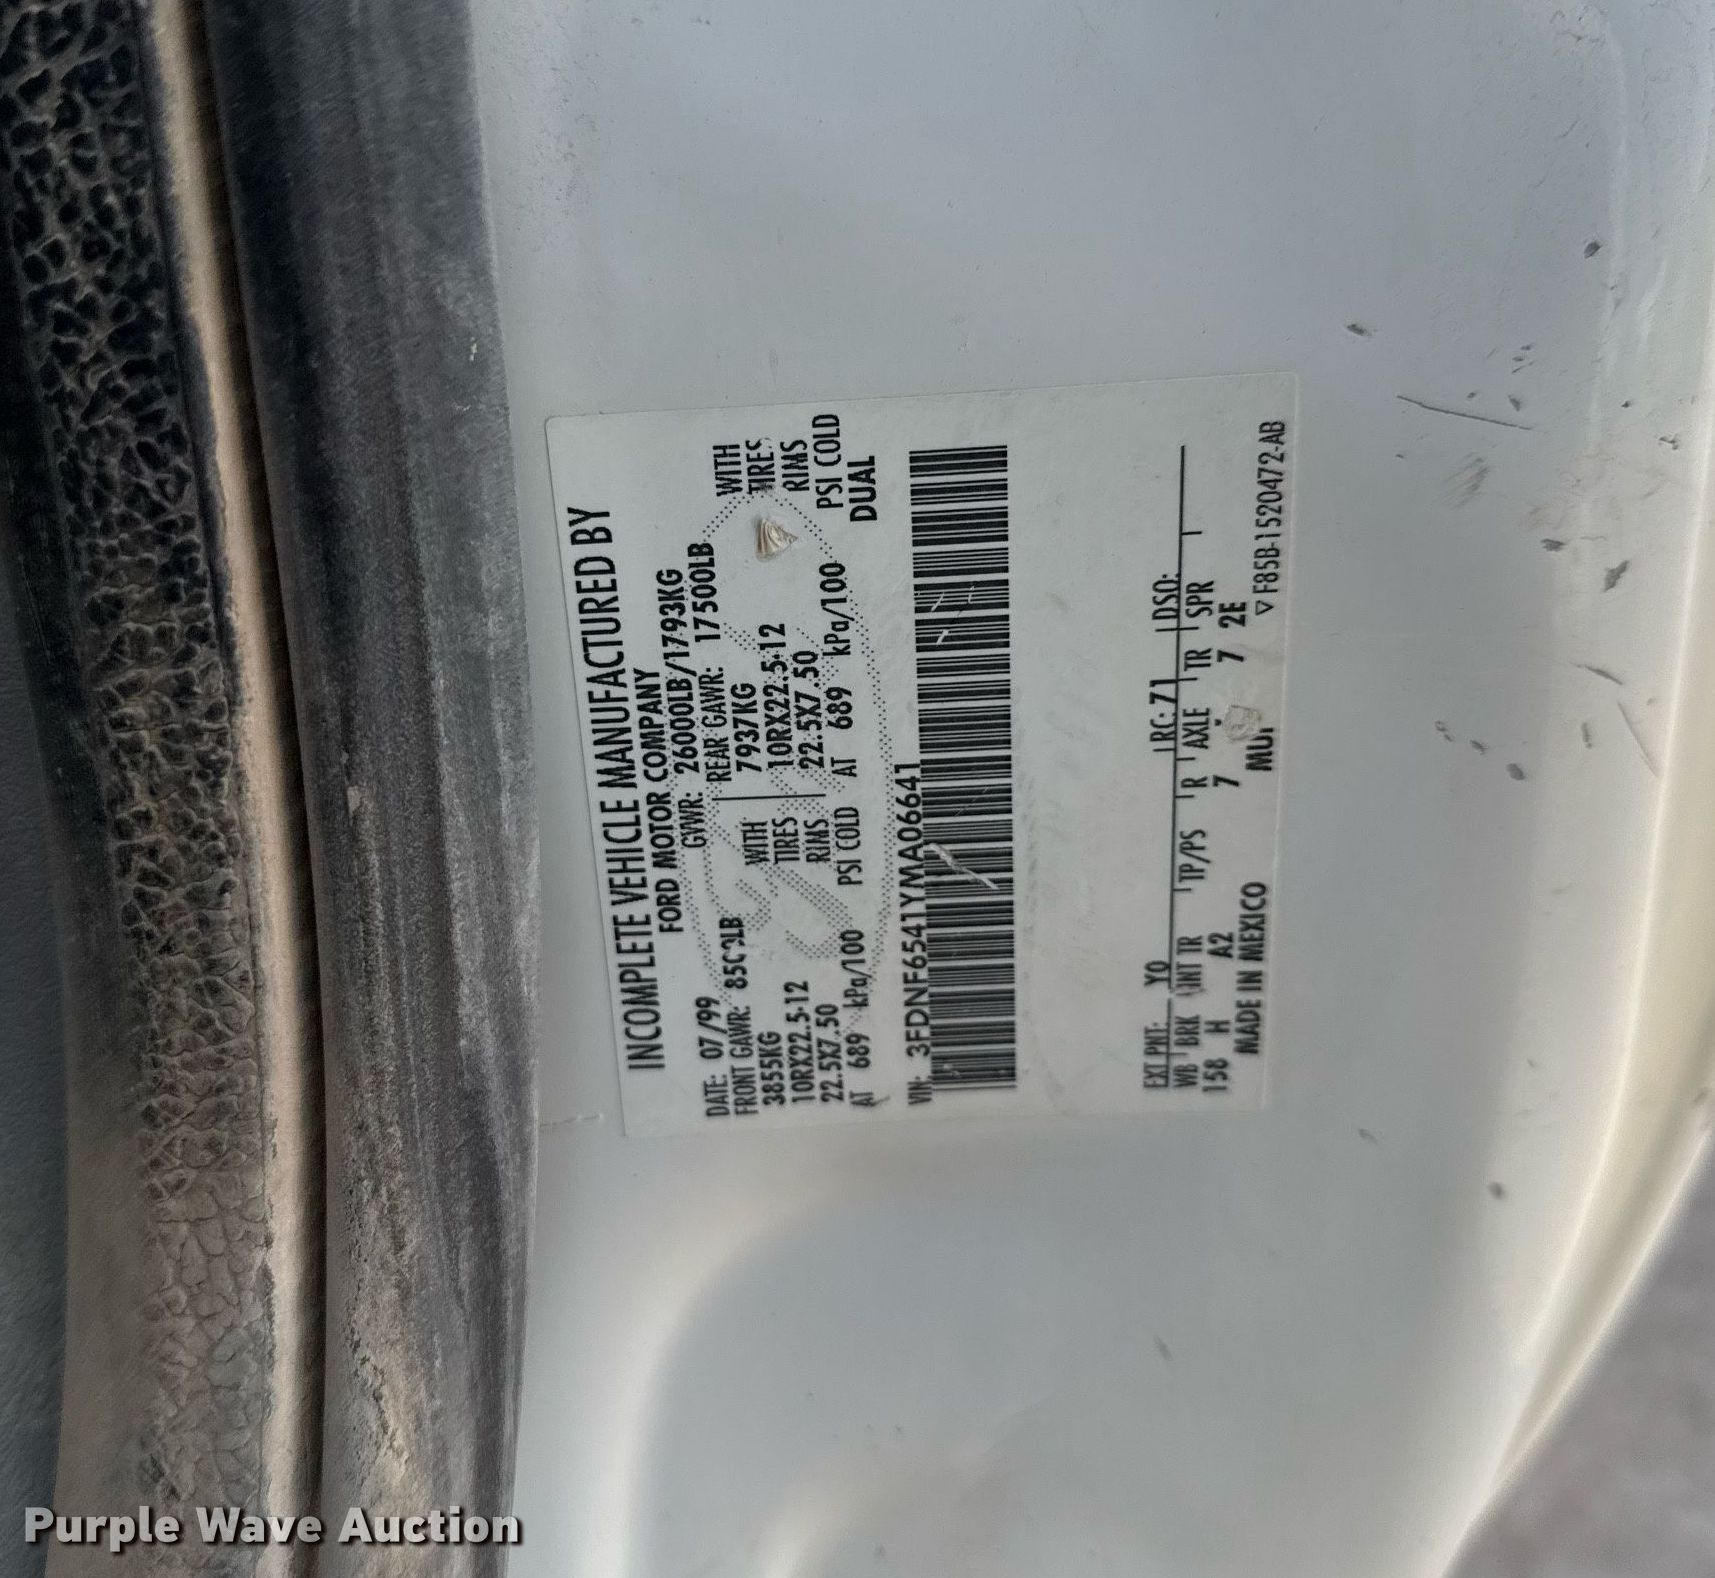 INCOMPLETE VEHICLE MANUFACTURED BY
FORD MOTOR COMPANY
DATE: 07/99 GVWR: 26000LB/11793KG
FRONT GAWR: 8500LB REAR GAWR: 17500LB
3855KG WITH 7937KG WITH
10RX22.5-12 TIRES 10RX22.5-12 TIRES
22.5X7.50 RIMS 22.5X7.50 RIMS
AT 689 kPa/100 PSI COLD AT 689 kPa/100 PSI COLD
DUAL
VIN: 3FDNF6541YMA06641
EXT PNT: YO RC: 71 DSO:
WB BRK INT TR TP/PS R AXLE TR SPR
158 H A2 7 7 2E
MADE IN MEXICO
▽ F85B-1520472-AB
Purple Wave Auction